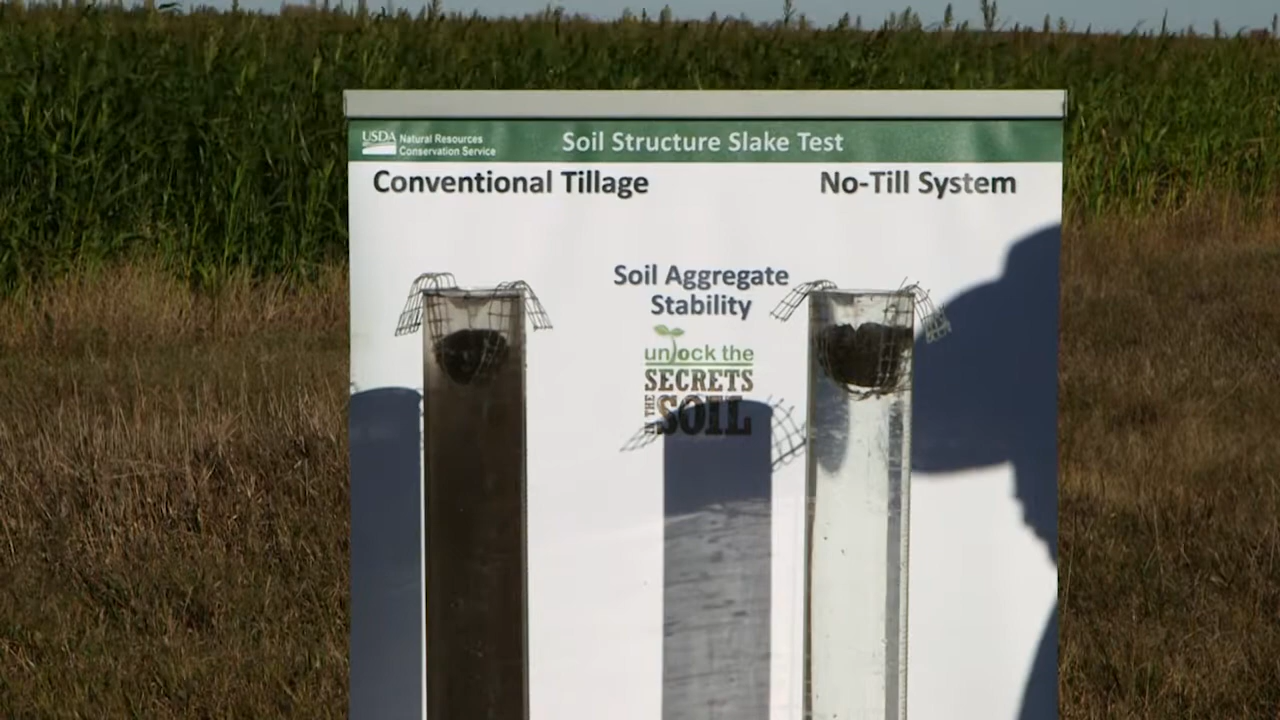 USDA Natural Resources
Conservation Service
Soil Structure Slake Test
Conventional Tillage
No-Till System
Soil Aggregate
Stability
unlock the
SECRETS
IN THE SOIL